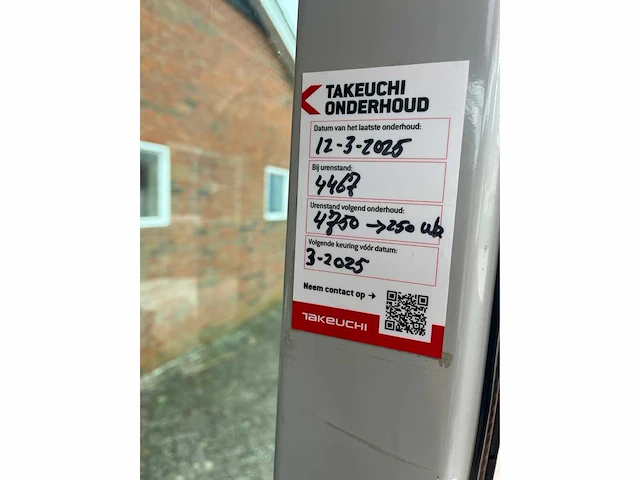 TAKEUCHI
ONDERHOUD
Datum van het laatste onderhoud:
12-3-2025
Bij urenstand:
4467
Urenstand volgend onderhoud:
4750 → 250
Volgende keuring vóór datum:
3-2025
Neem contact op →
TAKEUCHI